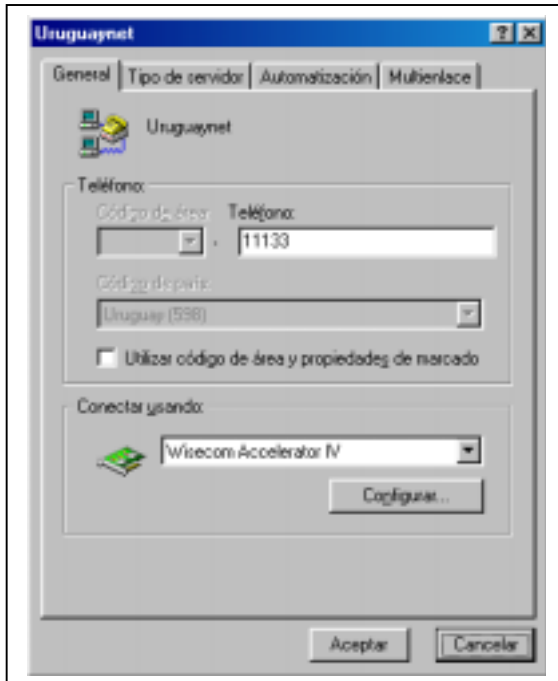 Uruguaynet
General Tipo de servidor Automatización Multienlace
Uruguaynet
Teléfono:
Código de área: Teléfono:
11133
Código de país:
Uruguay (598)
Utilizar código de área y propiedades de marcado
Conectar usando:
Wisecom Accelerator IV
Configurar...
Aceptar Cancelar